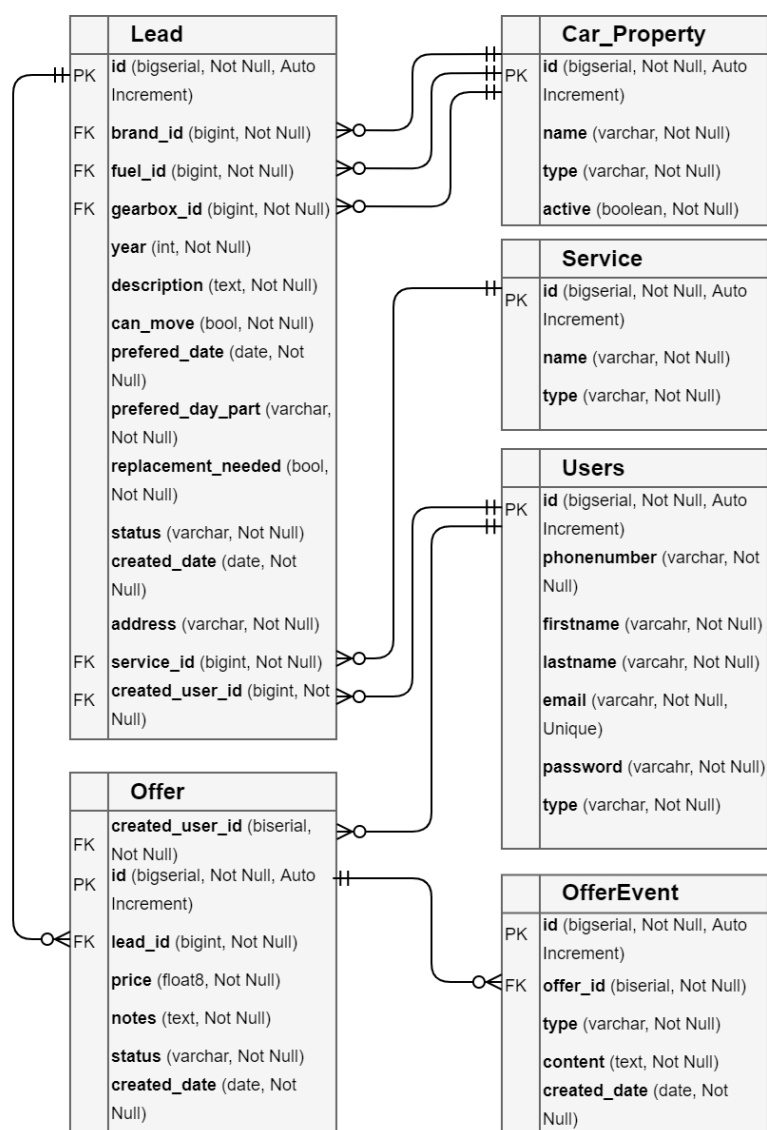 Lead
PK
id (bigserial, Not Null, Auto
Increment)
FK
brand_id (bigint, Not Null)
FK
fuel_id (bigint, Not Null)
FK
gearbox_id (bigint, Not Null)
year (int, Not Null)
description (text, Not Null)
can_move (bool, Not Null)
prefered_date (date, Not
Null)
prefered_day_part (varchar,
Not Null)
replacement_needed (bool,
Not Null)
status (varchar, Not Null)
created_date (date, Not
Null)
address (varchar, Not Null)
FK
service_id (bigint, Not Null)
FK
created_user_id (bigint, Not
Null)
Car_Property
PK
id (bigserial, Not Null, Auto
Increment)
name (varchar, Not Null)
type (varchar, Not Null)
active (boolean, Not Null)
Service
PK
id (bigserial, Not Null, Auto
Increment)
name (varchar, Not Null)
type (varchar, Not Null)
Users
PK
id (bigserial, Not Null, Auto
Increment)
phonenumber (varchar, Not
Null)
firstname (varcahr, Not Null)
lastname (varcahr, Not Null)
email (varcahr, Not Null,
Unique)
password (varcahr, Not Null)
type (varchar, Not Null)
Offer
FK
created_user_id (biserial,
Not Null)
PK
id (bigserial, Not Null, Auto
Increment)
FK
lead_id (bigint, Not Null)
price (float8, Not Null)
notes (text, Not Null)
status (varchar, Not Null)
created_date (date, Not
Null)
OfferEvent
PK
id (bigserial, Not Null, Auto
Increment)
FK
offer_id (biserial, Not Null)
type (varchar, Not Null)
content (text, Not Null)
created_date (date, Not
Null)